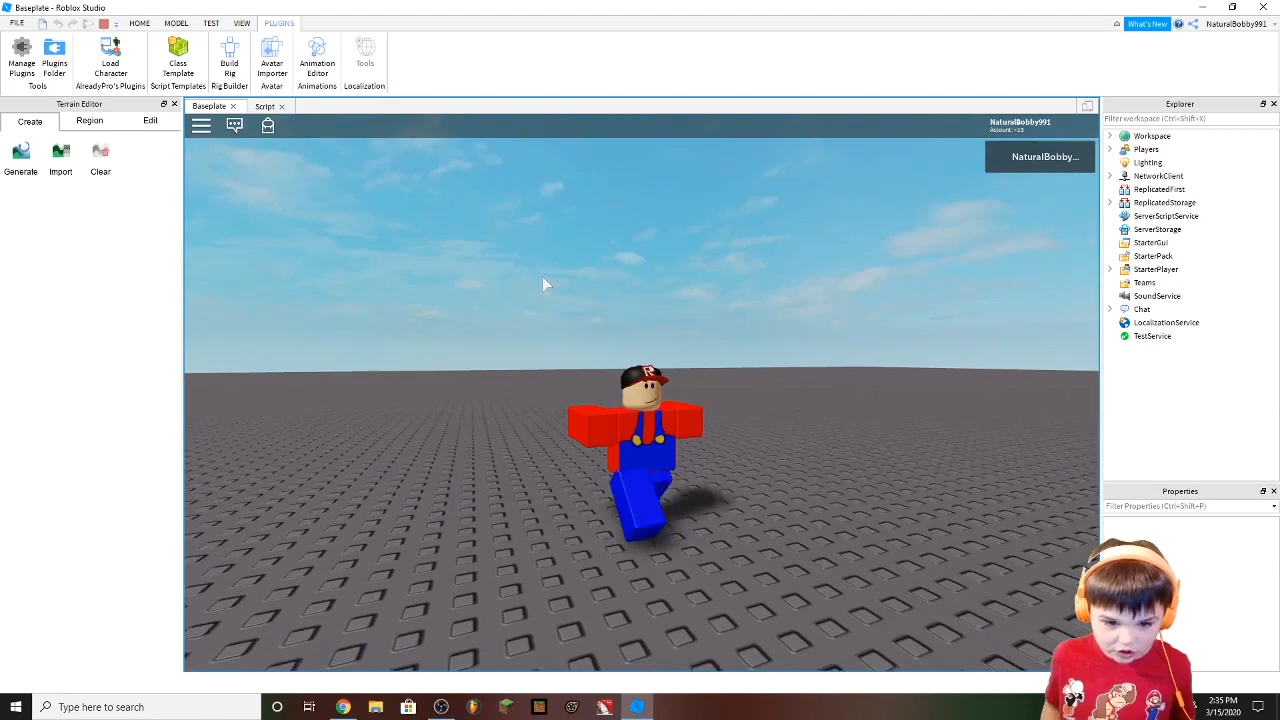 Baseplate - Roblox Studio
FILE HOME MODEL TEST VIEW PLUGINS What's New NaturalBobby991
Manage Plugins Plugins Folder Load Character Class Template Build Rig Avatar Importer Animation Editor Tools
Tools AlreadyPro's Plugins Script Templates Rig Builder Avatar Animations Localization
Terrain Editor
Create Region Edit
Generate Import Clear
Baseplate Script
NaturalBobby991
Account: <13
NaturalBobby...
Explorer
Filter workspace (Ctrl+Shift+X)
Workspace
Players
Lighting
NetworkClient
ReplicatedFirst
ReplicatedStorage
ServerScriptService
ServerStorage
StarterGui
StarterPack
StarterPlayer
Teams
SoundService
Chat
LocalizationService
TestService
Properties
Filter Properties (Ctrl+Shift+P)
Type here to search
2:35 PM
3/15/2020